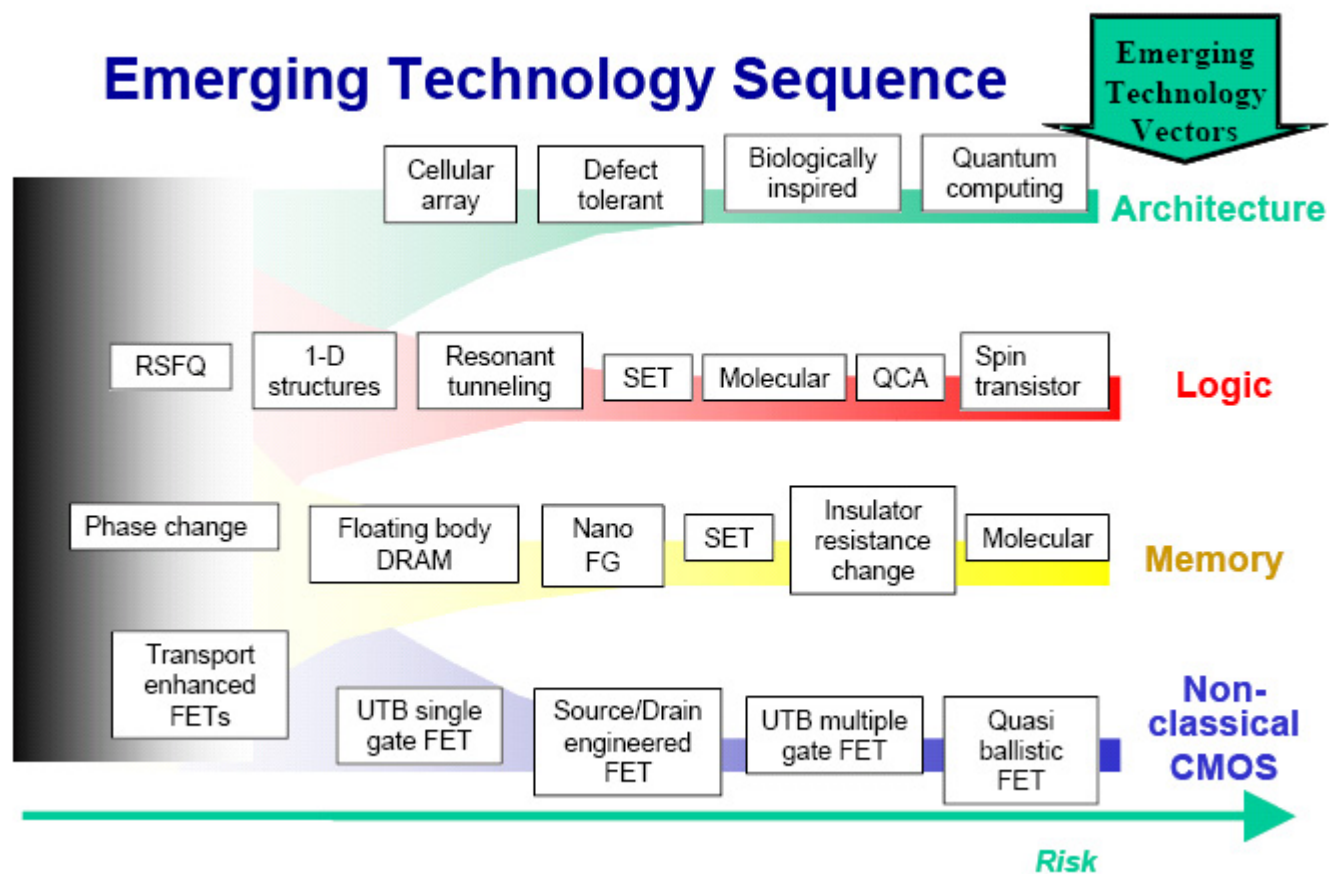 Emerging Technology Sequence
Emerging
Technology
Vectors
Cellular
array
Defect
tolerant
Biologically
inspired
Quantum
computing
Architecture
RSFQ
1-D
structures
Resonant
tunneling
SET
Molecular
QCA
Spin
transistor
Logic
Phase change
Floating body
DRAM
Nano
FG
SET
Insulator
resistance
change
Molecular
Memory
Transport
enhanced
FETs
UTB single
gate FET
Source/Drain
engineered
FET
UTB multiple
gate FET
Quasi
ballistic
FET
Non-
classical
CMOS
Risk